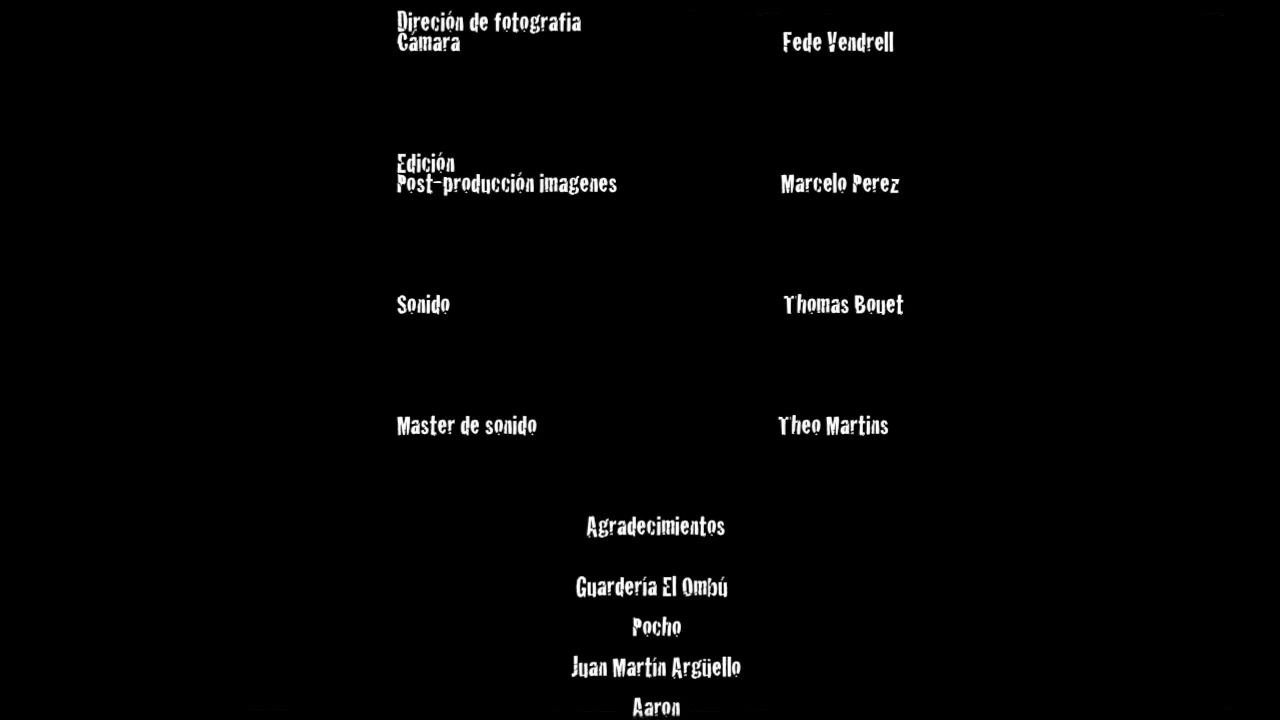 Direción de fotografia
Cámara Fede Vendrell
Edición
Post-producción imagenes Marcelo Perez
Sonido Thomas Bouet
Master de sonido Theo Martins
Agradecimientos
Guardería El Ombú
Pocho
Juan Martín Argüello
Aaron